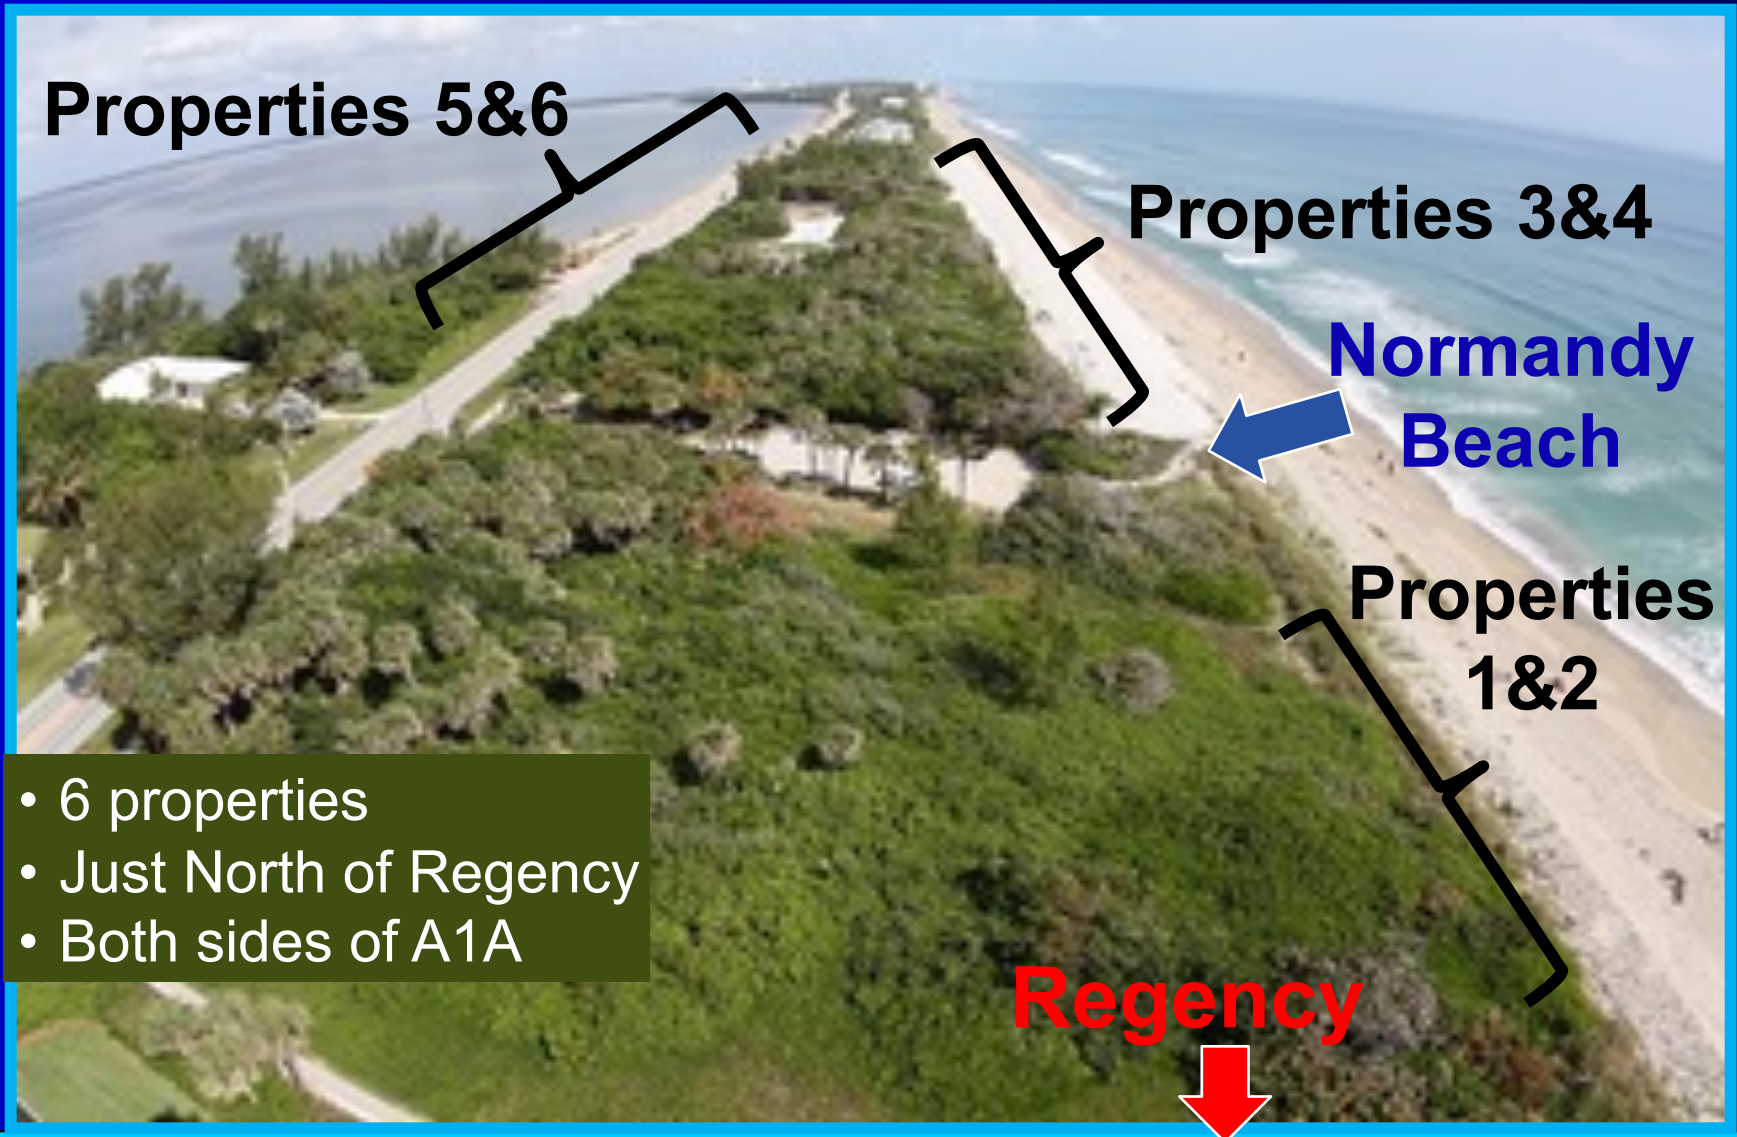 Properties 5&6
Properties 3&4
Normandy
Beach
Properties
1&2
• 6 properties
• Just North of Regency
• Both sides of A1A
Regency